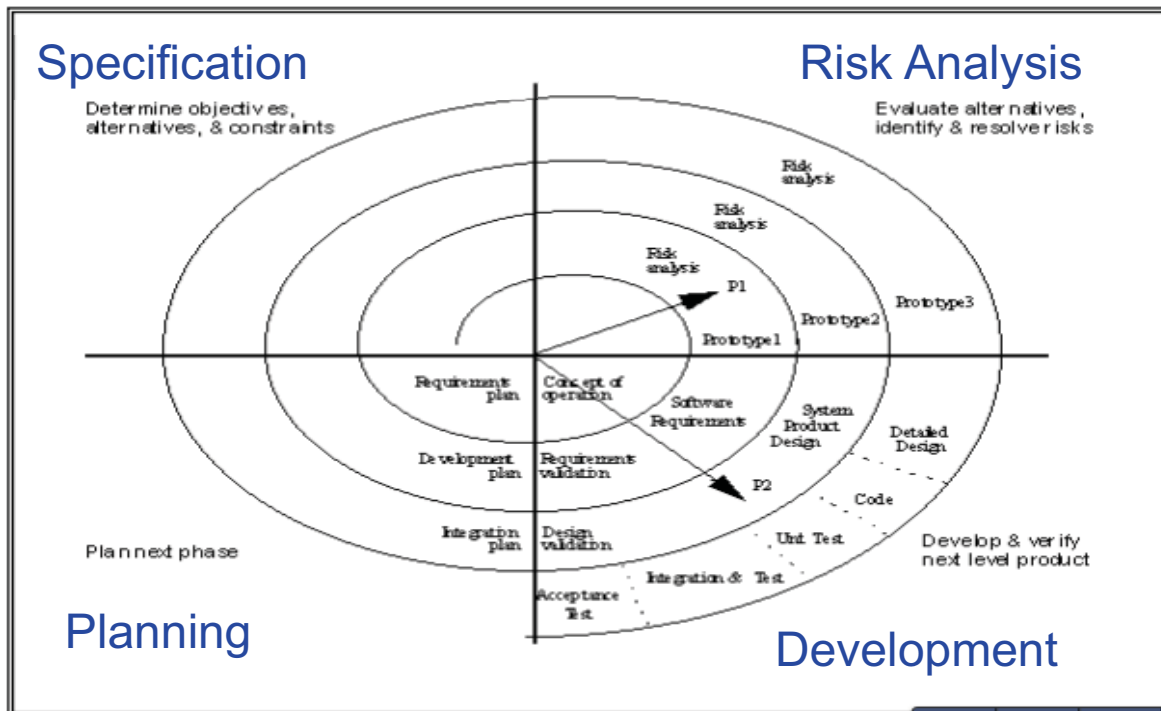 Specification
Risk Analysis
Determine objectives,
alternatives, & constraints
Evaluate alternatives,
identify & resolve risks
Risk
analysis
Risk
analysis
Risk
analysis
P1
Prototype1
Prototype2
Prototype3
Requirements
plan
Concept of
operation
Software
Requirements
System
Product
Design
Detailed
Design
Development
plan
Requirements
validation
P2
Code
Integration
plan
Design
validation
Unit Test
Integration & Test
Acceptance
Test
Plan next phase
Develop & verify
next level product
Planning
Development